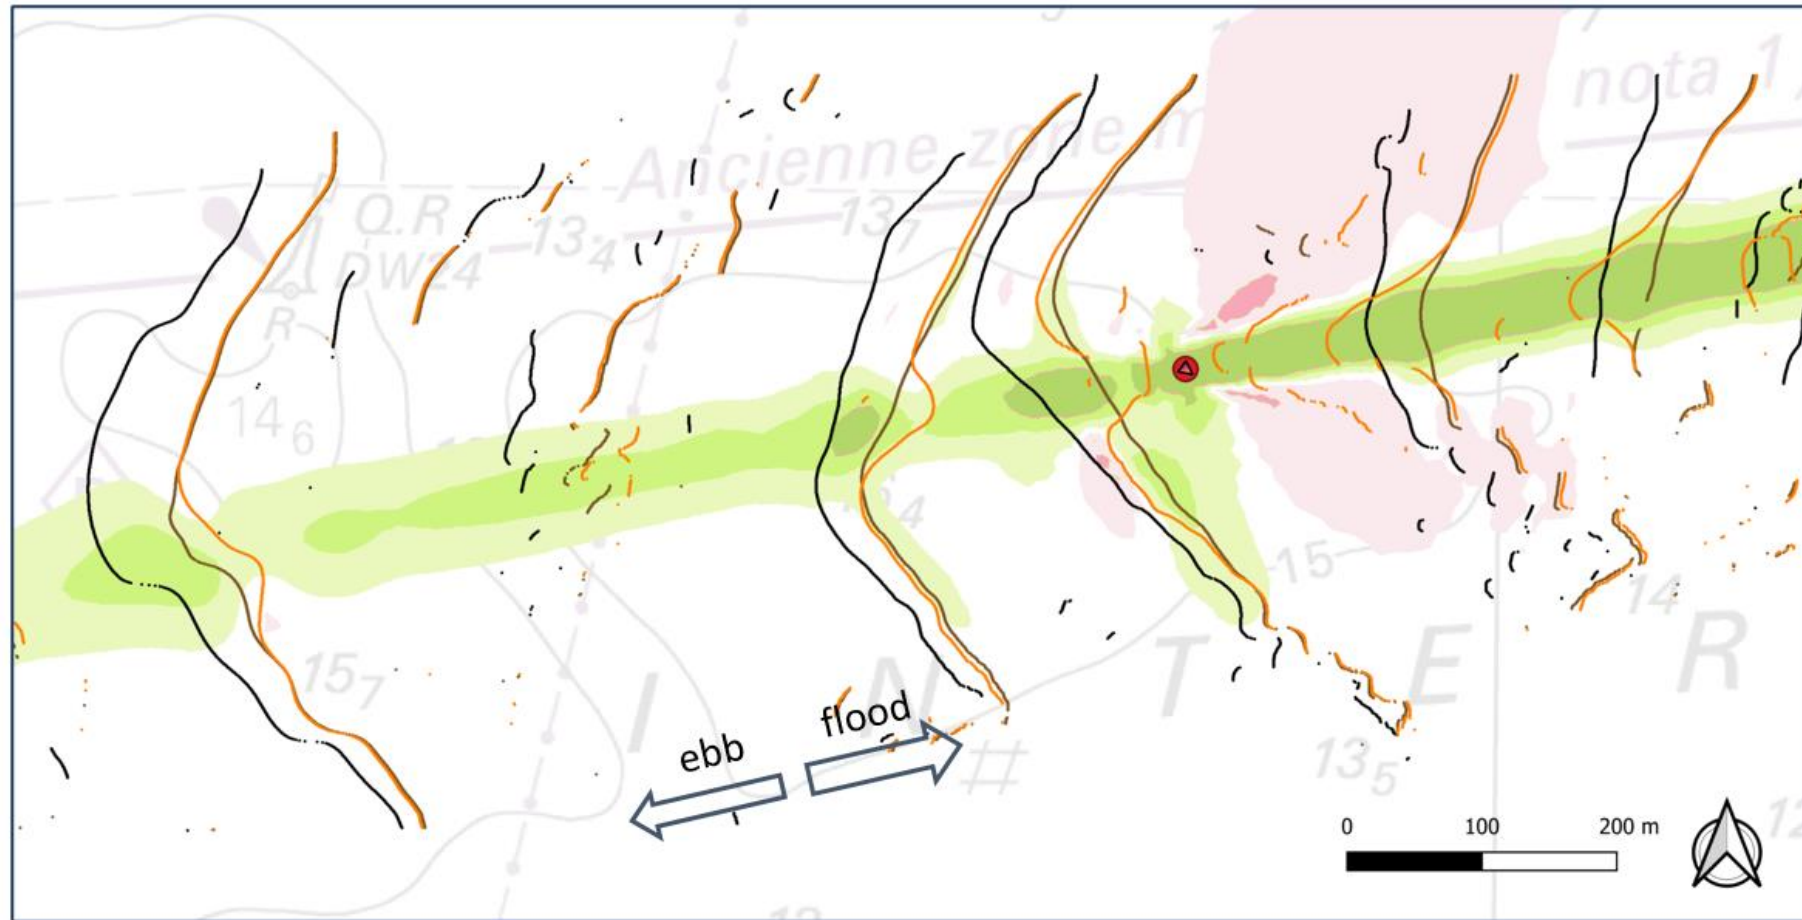 nota 1
Ancienne zone m
Q.R
DW24
R
13₄
13₇
14₆
15
14
15₇
I N T E R
flood
ebb
13₅
0 100 200 m